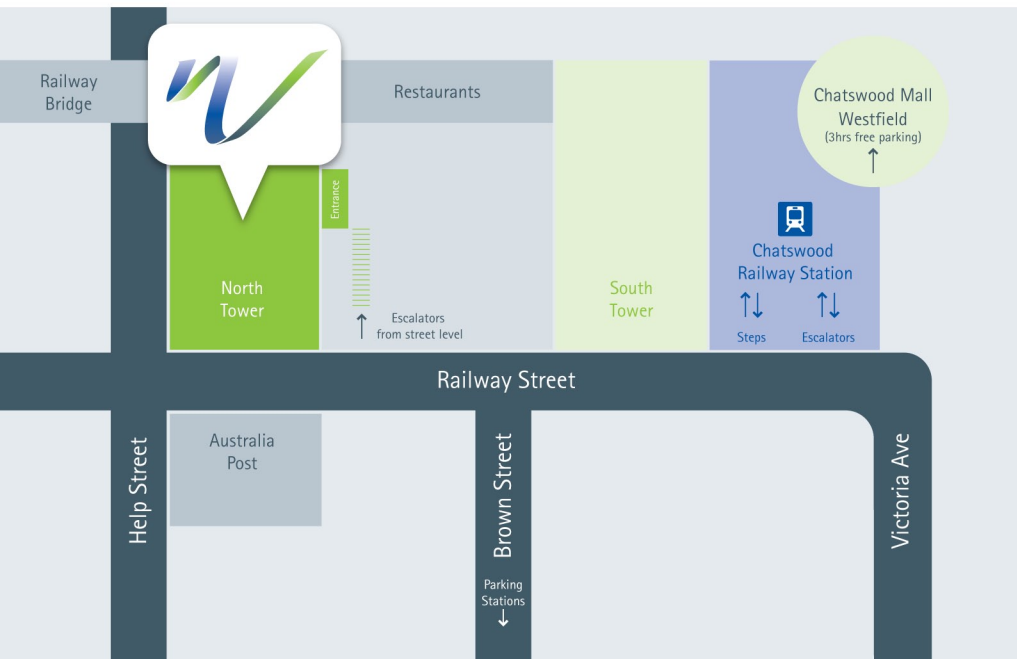 Railway
Bridge
Restaurants
Chatswood Mall
Westfield
(3hrs free parking)
Entrance
North
Tower
Escalators
from street level
South
Tower
Chatswood
Railway Station
Steps
Escalators
Railway Street
Help Street
Australia
Post
Brown Street
Parking
Stations
Victoria Ave